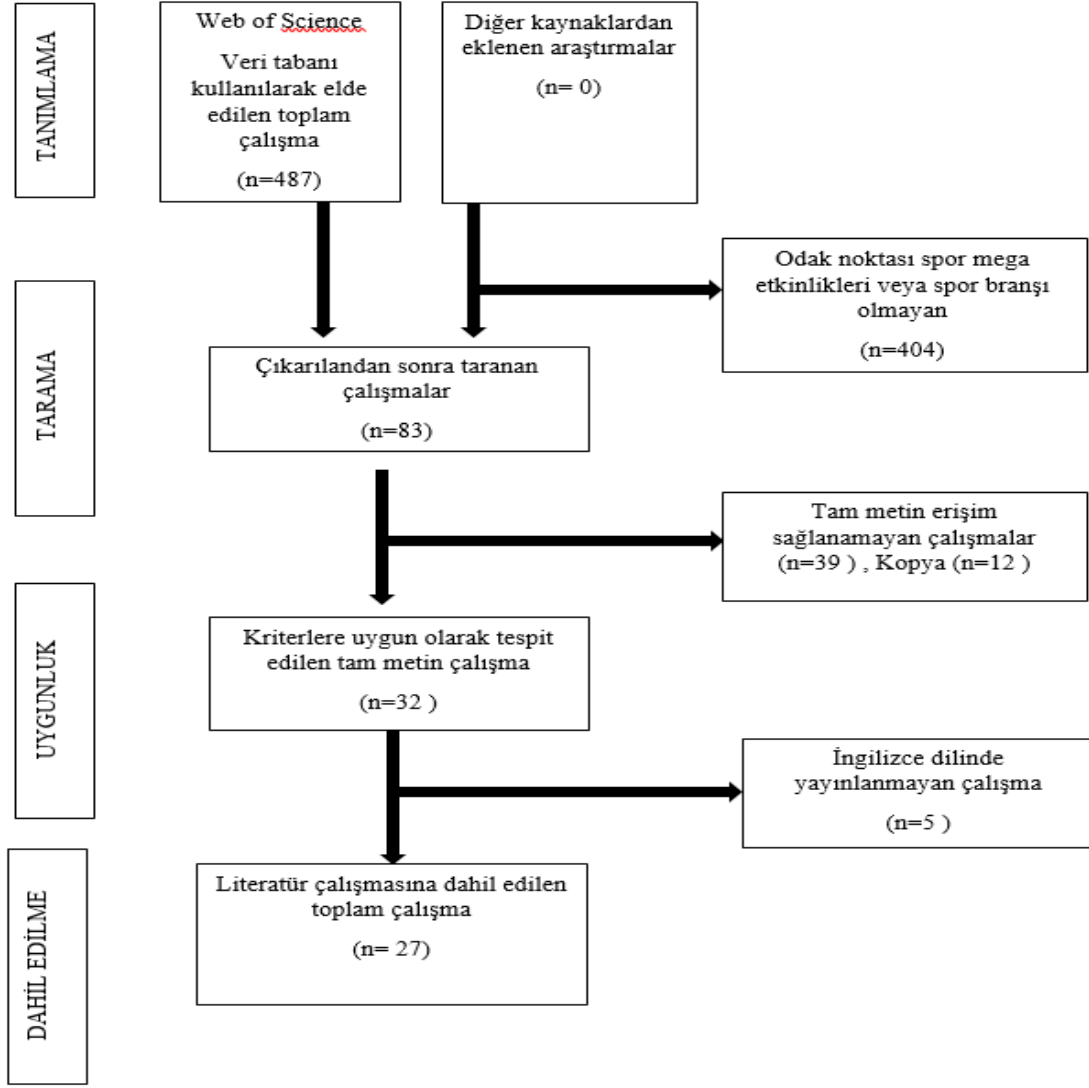 TANIMLAMA
Web of Science
Veri tabanı
kullanılarak elde
edilen toplam
çalışma
(n=487)
Diğer kaynaklardan
eklenen araştırmalar
(n= 0)
Odak noktası spor mega
etkinlikleri veya spor branşı
olmayan
(n=404)
TARAMA
Çıkarılandan sonra taranan
çalışmalar
(n=83)
Tam metin erişim
sağlanamayan çalışmalar
(n=39 ) , Kopya (n=12 )
UYGUNLUK
Kriterlere uygun olarak tespit
edilen tam metin çalışma
(n=32 )
İngilizce dilinde
yayınlanmayan çalışma
(n=5 )
DAHİL EDİLME
Literatür çalışmasına dahil edilen
toplam çalışma
(n= 27)